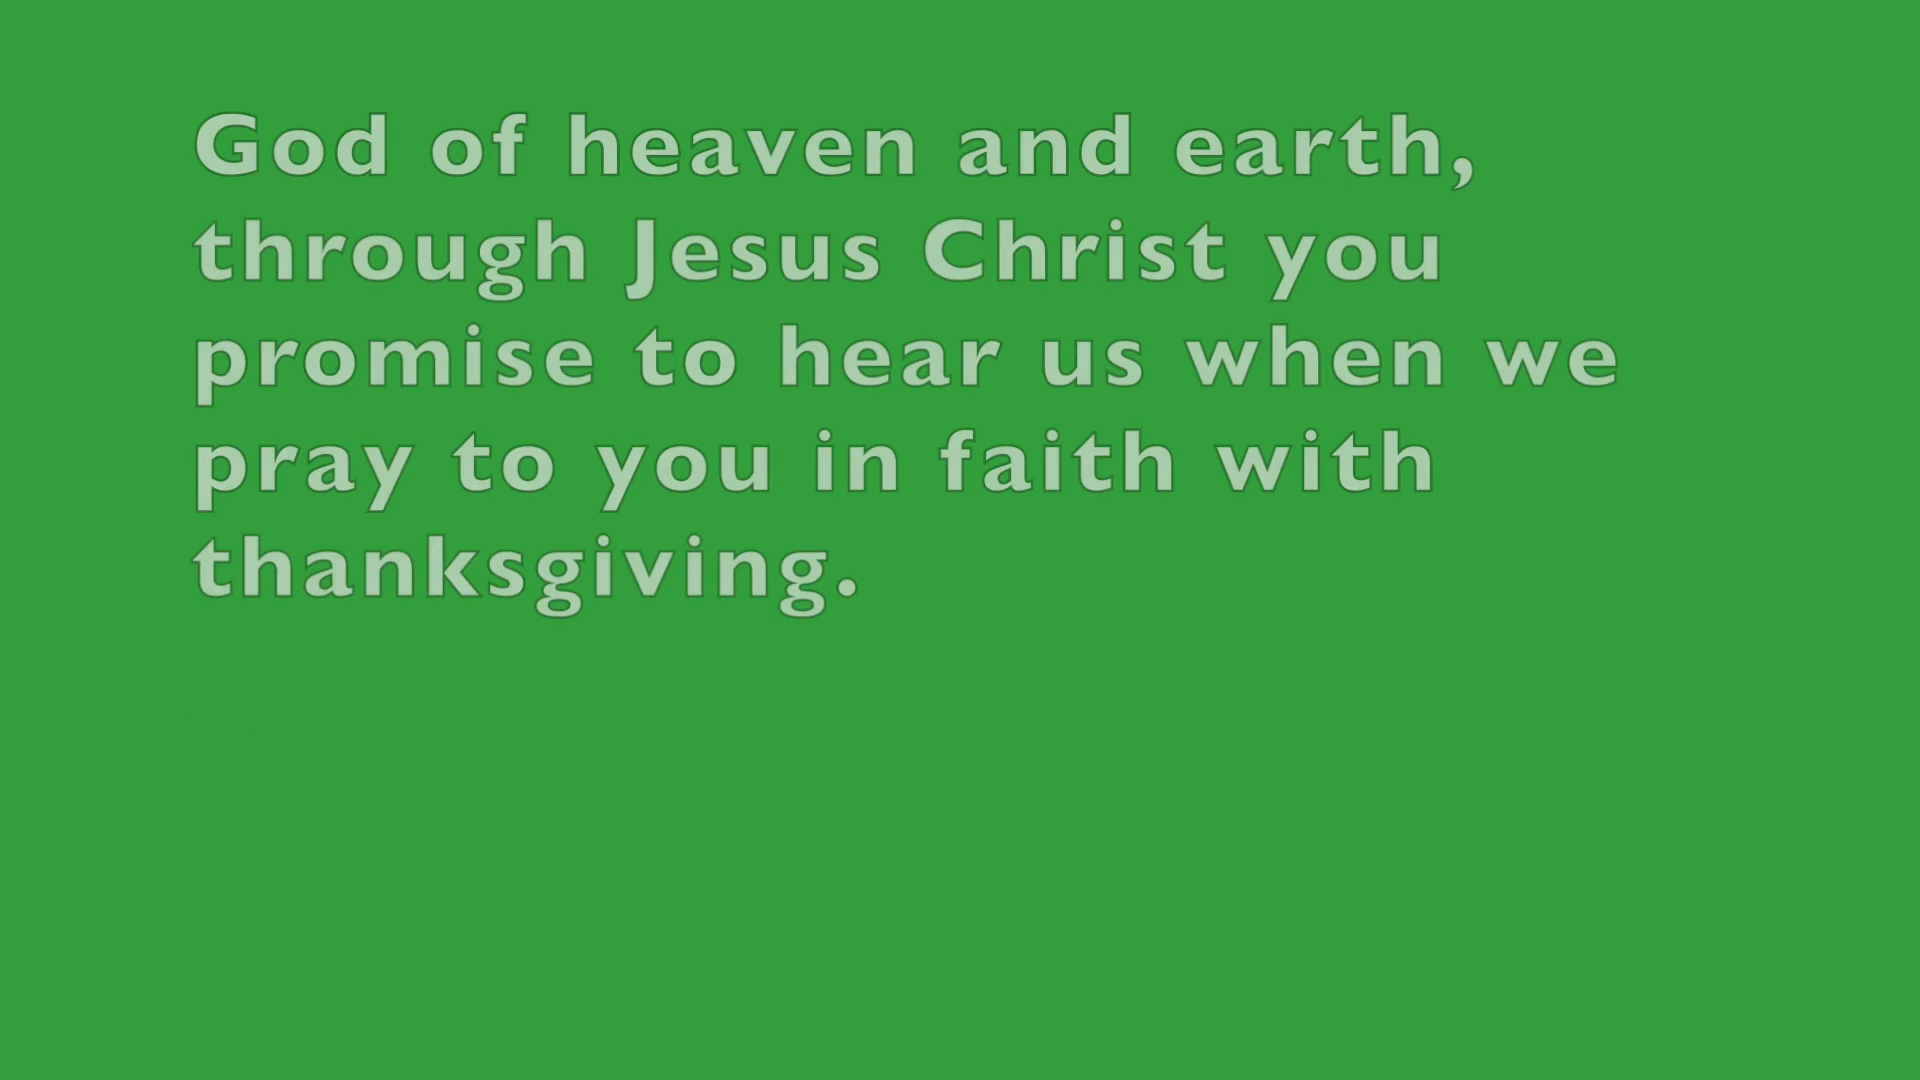 God of heaven and earth,
through Jesus Christ you
promise to hear us when we
pray to you in faith with
thanksgiving.